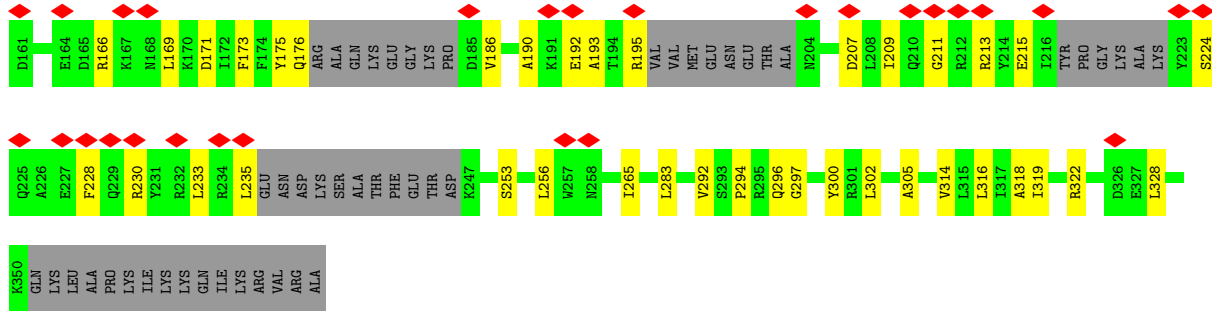 D161 E164 D165 R166 K167 N168 L169 K170 D171 I172 F173 F174 Y175 Q176 ARG ALA GLN LYS GLU GLY LYS PRO D185 V186 A190 K191 E192 A193 T194 R195 VAL VAL MET GLU ASN GLU THR ALA N204 D207 L208 I209 Q210 G211 R212 R213 Y214 E215 I216 TYR PRO GLY LYS ALA LYS Y223 S224
Q225 A226 E227 F228 Q229 R230 Y231 R232 L233 R234 L235 GLU ASN ASP LYS SER ALA THR PHE GLU THR ASP K247 S253 L256 W257 N258 I265 L283 V292 S293 P294 R295 Q296 G297 Y300 R301 L302 A305 V314 L315 L316 I317 A318 I319 R322 D326 E327 L328
K350 GLN LYS LEU ALA PRO LYS ILE LYS LYS GLN ILE LYS ARG VAL ARG ALA